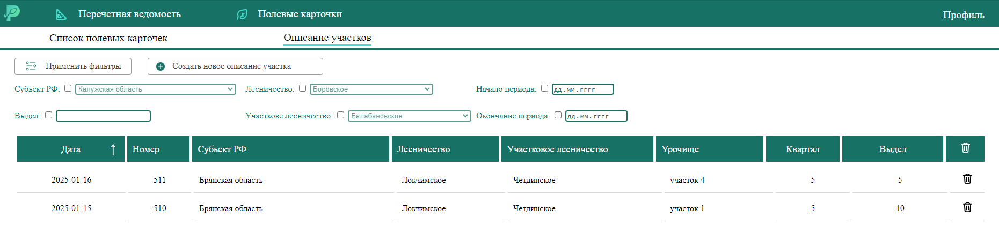 Перечетная ведомость Полевые карточки Профиль
Список полевых карточек Описание участков
Применить фильтры Создать новое описание участка
Субьект РФ: Калужская область Лесничество: Боровское Начало периода: дд.мм.гггг
Выдел: Участкове лесничество: Балабановское Окончание периода: дд.мм.гггг
Дата ↑ Номер Субьект РФ Лесничество Участковое лесничество Урочище Квартал Выдел
2025-01-16 511 Брянская область Локчимское Четдинское участок 4 5 5
2025-01-15 510 Брянская область Локчимское Четдинское участок 1 5 10